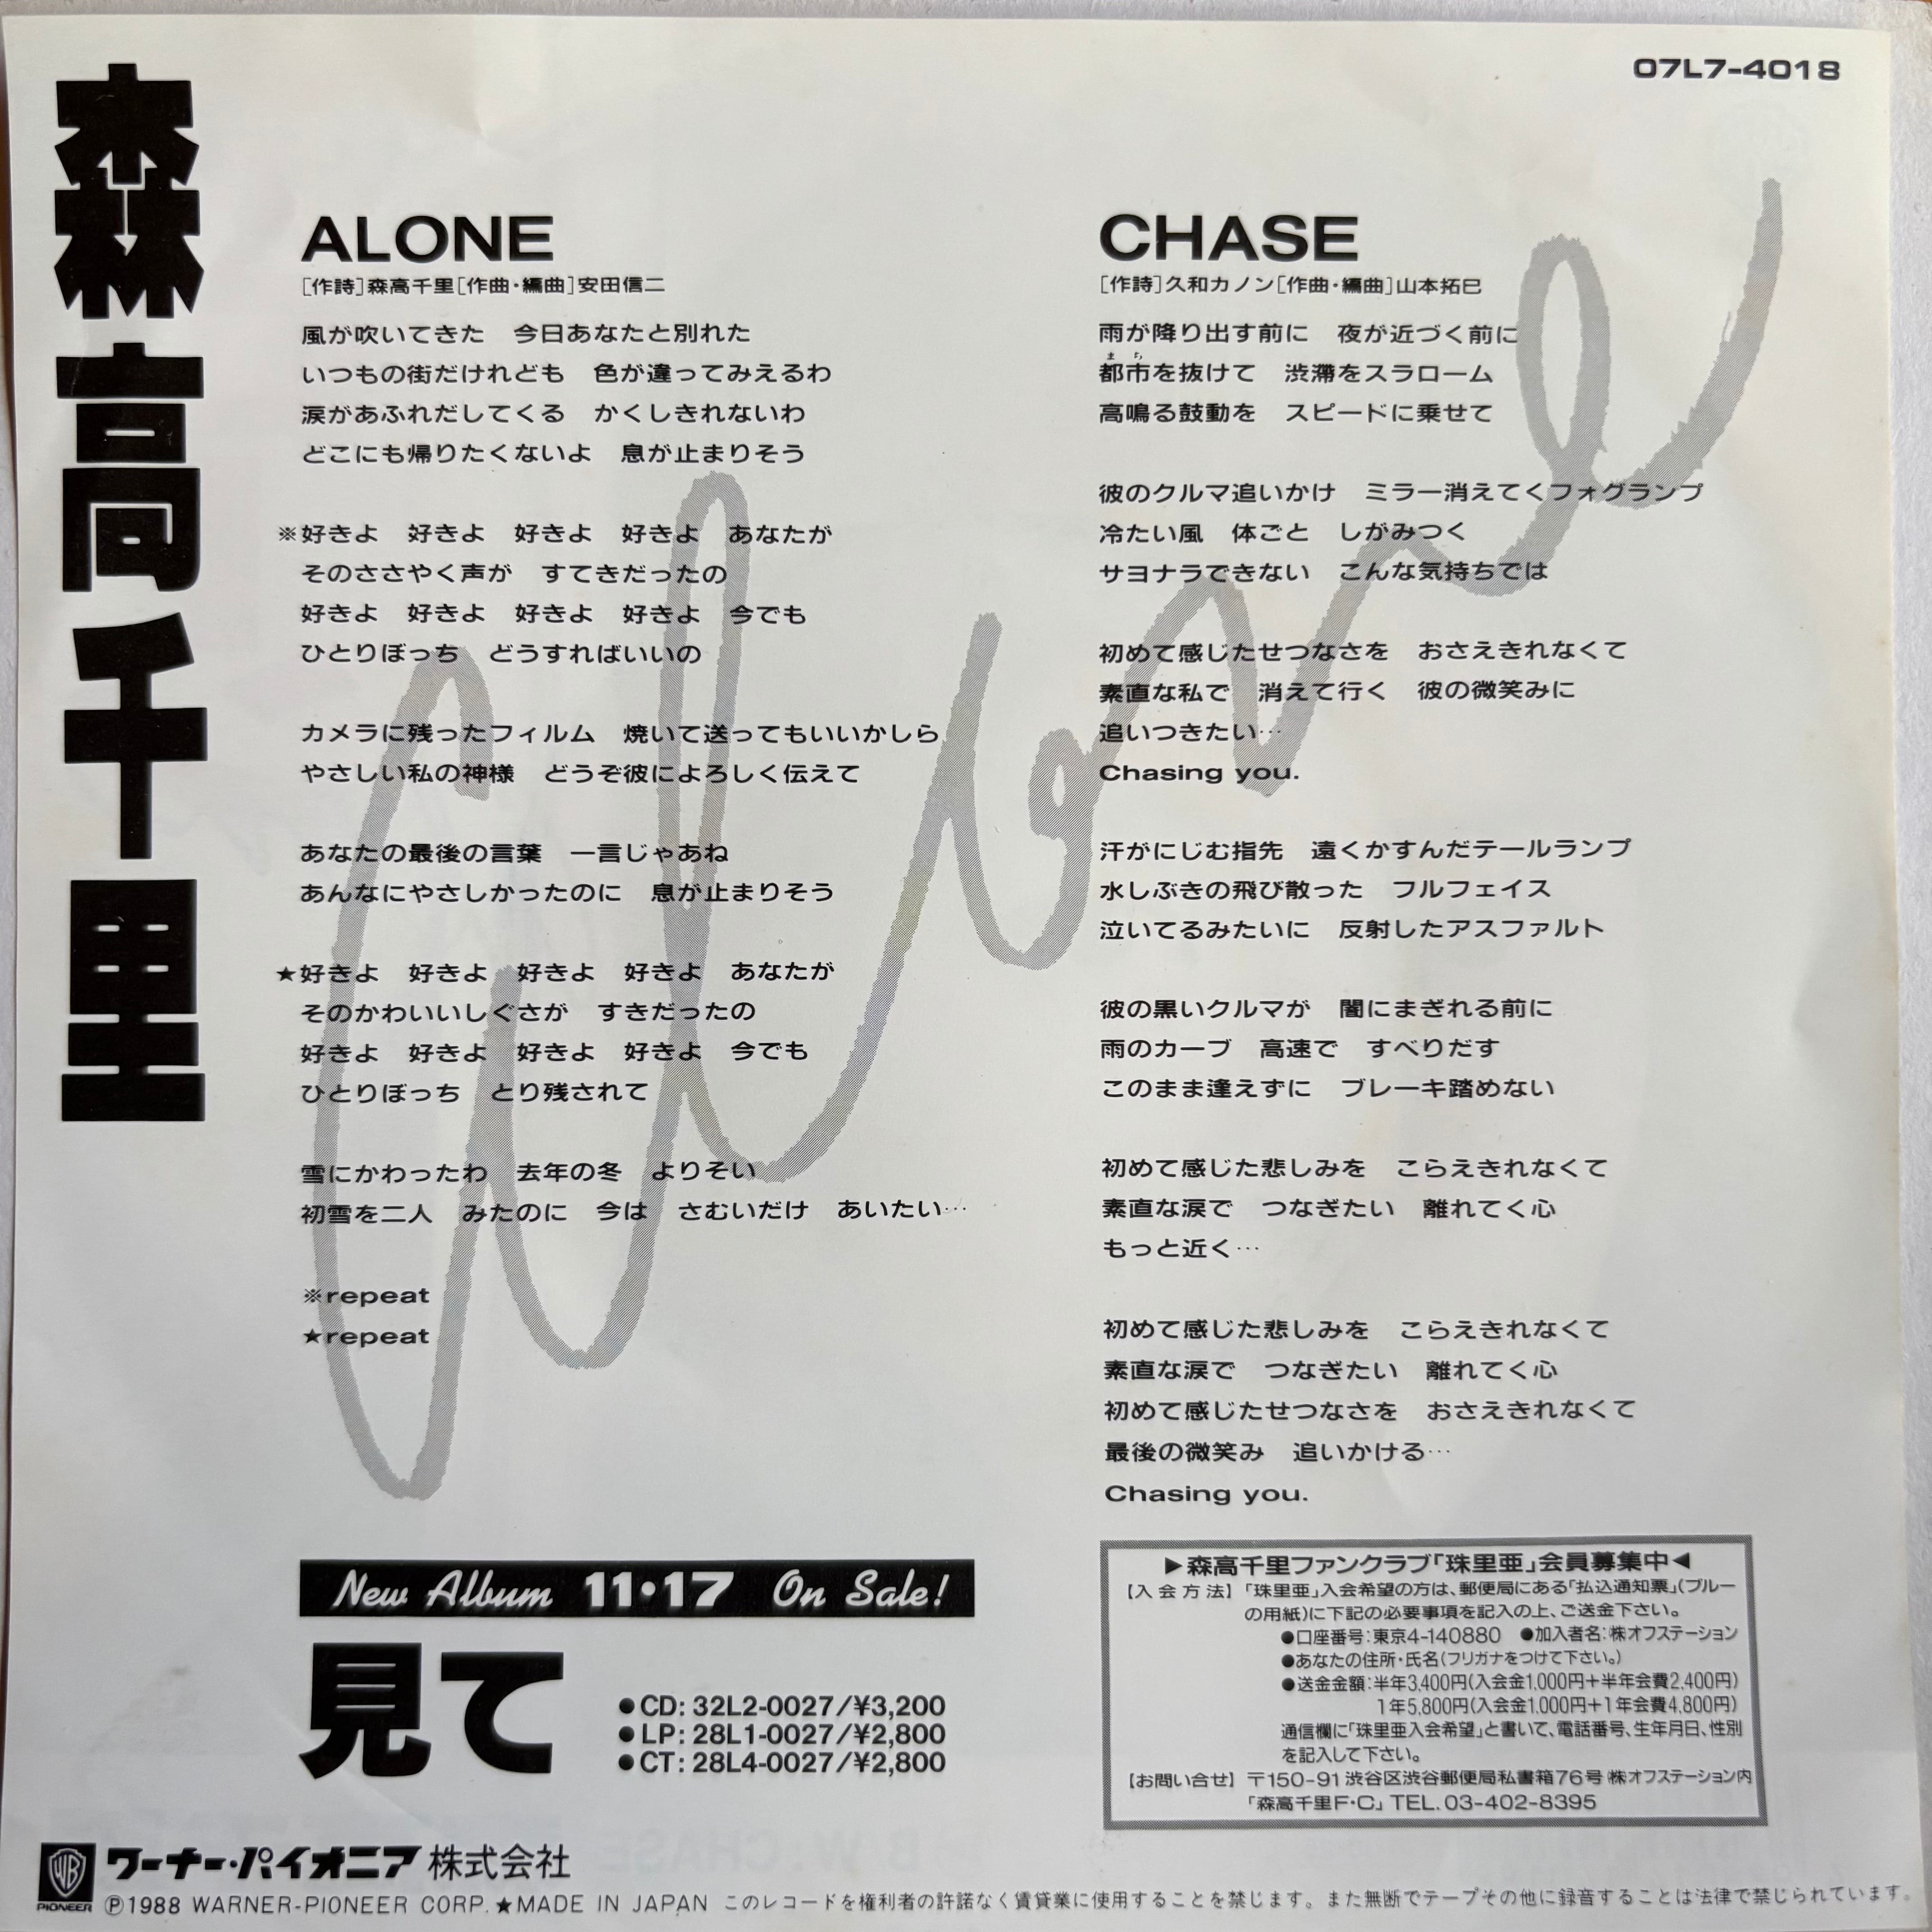 森高千里
07L7-4018
ALONE
[作詩]森高千里[作曲・編曲]安田信二
風が吹いてきた　今日あなたと別れた
いつもの街だけれども　色が違ってみえるわ
涙があふれだしてくる　かくしきれないわ
どこにも帰りたくないよ　息が止まりそう
※好きよ　好きよ　好きよ　好きよ　あなたが
そのささやく声が　すてきだったの
好きよ　好きよ　好きよ　好きよ　今でも
ひとりぼっち　どうすればいいの
カメラに残ったフィルム　焼いて送ってもいいかしら
やさしい私の神様　どうぞ彼によろしく伝えて
あなたの最後の言葉　一言じゃあね
あんなにやさしかったのに　息が止まりそう
★好きよ　好きよ　好きよ　好きよ　あなたが
そのかわいいしぐさが　すきだったの
好きよ　好きよ　好きよ　好きよ　今でも
ひとりぼっち　とり残されて
雪にかわったわ　去年の冬　よりそい
初雪を二人　みたのに　今は　さむいだけ　あいたい…
※repeat
★repeat
CHASE
[作詩]久和カノン[作曲・編曲]山本拓巳
雨が降り出す前に　夜が近づく前に
まち
都市を抜けて　渋滞をスラローム
高鳴る鼓動を　スピードに乗せて
彼のクルマ追いかけ　ミラー消えてくフォグランプ
冷たい風　体ごと　しがみつく
サヨナラできない　こんな気持ちでは
初めて感じたせつなさを　おさえきれなくて
素直な私で　消えて行く　彼の微笑みに
追いつきたい…
Chasing you.
汗がにじむ指先　遠くかすんだテールランプ
水しぶきの飛び散った　フルフェイス
泣いてるみたいに　反射したアスファルト
彼の黒いクルマが　闇にまぎれる前に
雨のカーブ　高速で　すべりだす
このまま逢えずに　ブレーキ踏めない
初めて感じた悲しみを　こらえきれなくて
素直な涙で　つなぎたい　離れてく心
もっと近く…
初めて感じた悲しみを　こらえきれなくて
素直な涙で　つなぎたい　離れてく心
初めて感じたせつなさを　おさえきれなくて
最後の微笑み　追いかける…
Chasing you.
Alone
New Album 11・17 On Sale!
見て
●CD: 32L2-0027/¥3,200
●LP: 28L1-0027/¥2,800
●CT: 28L4-0027/¥2,800
▶森高千里ファンクラブ「珠里亜」会員募集中◀
【入会方法】「珠里亜」入会希望の方は、郵便局にある「払込通知票」(ブルー
の用紙)に下記の必要事項を記入の上、ご送金下さい。
●口座番号:東京4-140880　●加入者名:㈱オフステーション
●あなたの住所・氏名(フリガナをつけて下さい。)
●送金金額:半年3,400円(入会金1,000円+半年会費2,400円)
1年5,800円(入会金1,000円+1年会費4,800円)
通信欄に「珠里亜入会希望」と書いて、電話番号、生年月日、性別
を記入して下さい。
【お問い合せ】〒150-91 渋谷区渋谷郵便局私書箱76号 ㈱オフステーション内
「森高千里F・C」TEL. 03-402-8395
WB PIONEER ワーナー・パイオニア株式会社
Ⓟ1988 WARNER-PIONEER CORP.★MADE IN JAPAN このレコードを権利者の許諾なく賃貸業に使用することを禁じます。また無断でテープその他に録音することは法律で禁じられています。